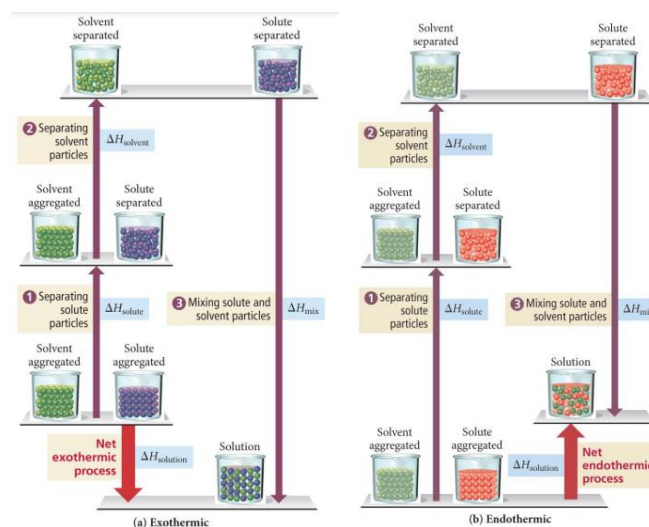 Solvent
separated
Solute
separated
2 Separating
solvent
particles
ΔHsolvent
Solvent
aggregated
Solute
separated
1 Separating
solute
particles
ΔHsolute
3 Mixing solute and
solvent particles
ΔHmix
Solvent
aggregated
Solute
aggregated
Net
exothermic
process
ΔHsolution
Solution
(a) Exothermic
Solvent
separated
Solute
separated
2 Separating
solvent
particles
ΔHsolvent
Solvent
aggregated
Solute
separated
1 Separating
solute
particles
ΔHsolute
3 Mixing solute and
solvent particles
ΔHmi
Solution
Solvent aggregated
Solute aggregated
ΔHsolution
Net
endothermic
process
(b) Endothermic